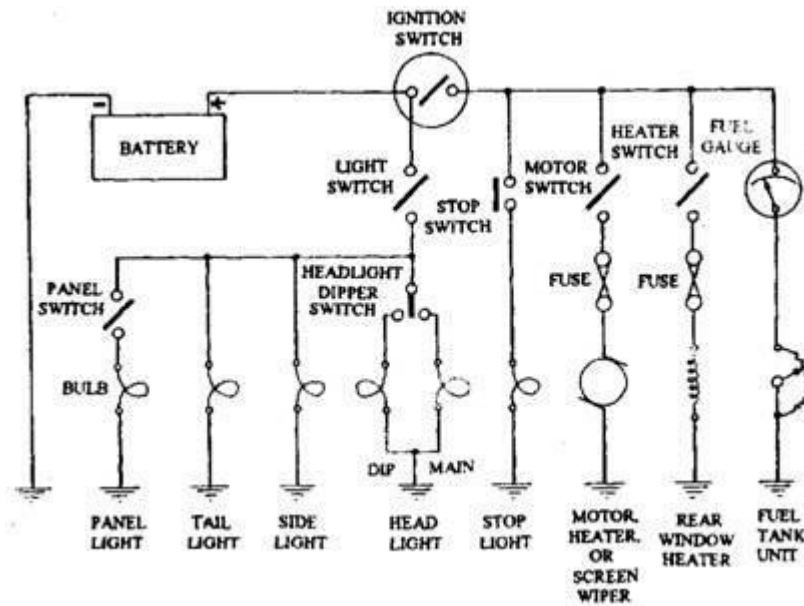 IGNITION
SWITCH
-
+
BATTERY
LIGHT
SWITCH
STOP
SWITCH
MOTOR
SWITCH
HEATER
SWITCH
FUEL
GAUGE
PANEL
SWITCH
HEADLIGHT
DIPPER
SWITCH
FUSE
FUSE
BULB
DIP
MAIN
PANEL
LIGHT
TAIL
LIGHT
SIDE
LIGHT
HEAD
LIGHT
STOP
LIGHT
MOTOR,
HEATER,
OR
SCREEN
WIPER
REAR
WINDOW
HEATER
FUEL
TANK
UNIT